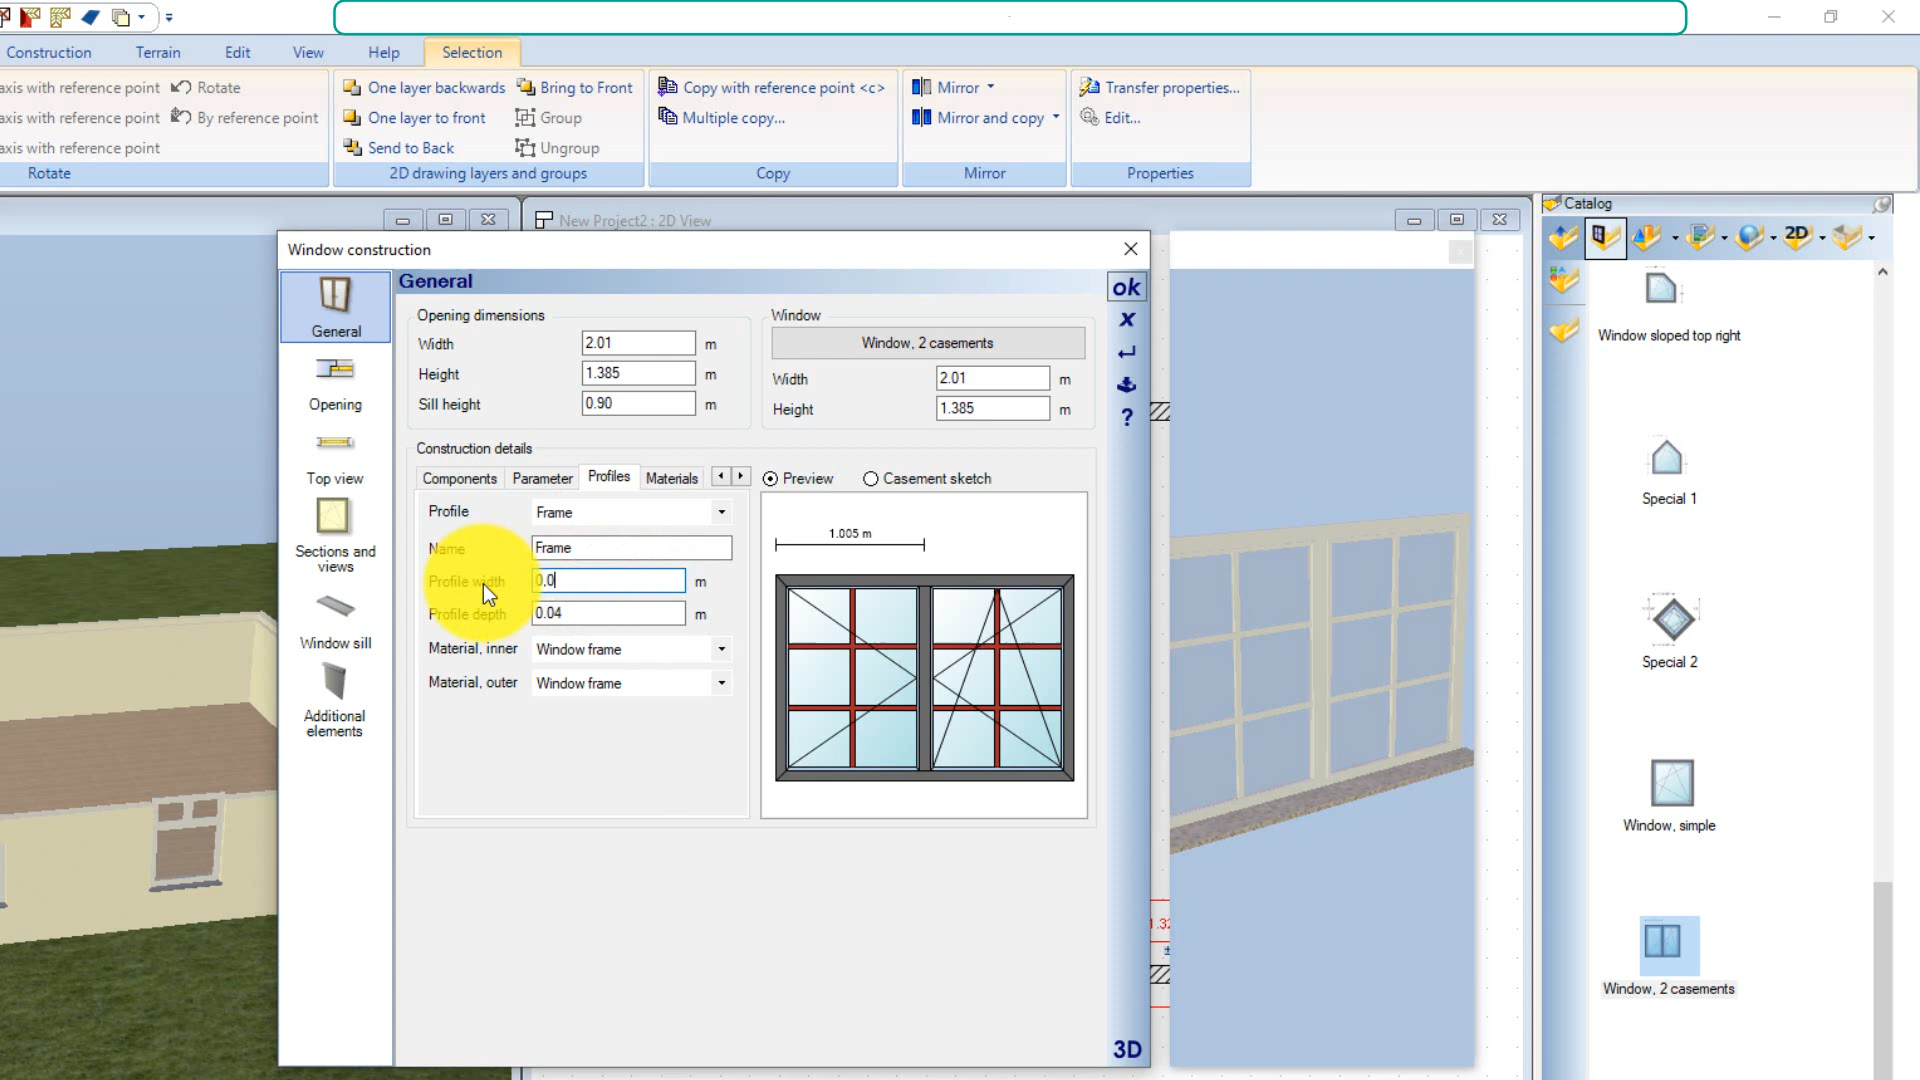 Construction Terrain Edit View Help Selection
axis with reference point Rotate
axis with reference point By reference point
axis with reference point
Rotate
One layer backwards Bring to Front
One layer to front Group
Send to Back Ungroup
2D drawing layers and groups
Copy with reference point <c>
Multiple copy...
Copy
Mirror
Mirror and copy
Mirror
Transfer properties...
Edit...
Properties
New Project2 : 2D View
Catalog
2D
Window construction
General
Opening
Top view
Sections and
views
Window sill
Additional
elements
General
Opening dimensions
Width 2.01 m
Height 1.385 m
Sill height 0.90 m
Window
Window, 2 casements
Width 2.01 m
Height 1.385 m
Construction details
Components Parameter Profiles Materials
Preview Casement sketch
Profile Frame
Name Frame
Profile width 0,0 m
Profile depth 0.04 m
Material, inner Window frame
Material, outer Window frame
1.005 m
ok
x
?
3D
Window sloped top right
Special 1
Special 2
Window, simple
Window, 2 casements